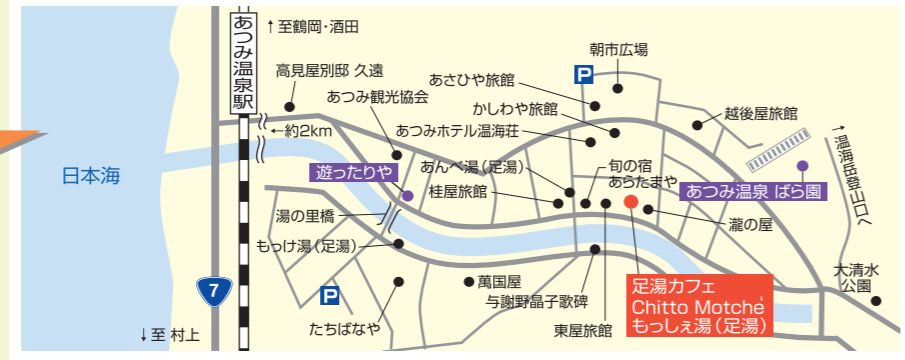 ↑至鶴岡・酒田
あつみ温泉駅
←約2km
日本海
7
↓至 村上
高見屋別邸 久遠
あつみ観光協会
遊ったりや
湯の里橋
もっけ湯（足湯）
P
たちばなや
萬国屋
与謝野晶子歌碑
東屋旅館
朝市広場
P
あさひや旅館
かしわや旅館
あつみホテル温海荘
あんべ湯（足湯）
桂屋旅館
旬の宿
あらたまや
瀧の屋
越後屋旅館
あつみ温泉 ばら園
足湯カフェ
Chitto Motché
もっしぇ湯（足湯）
大清水
公園
↑温海岳登山口へ